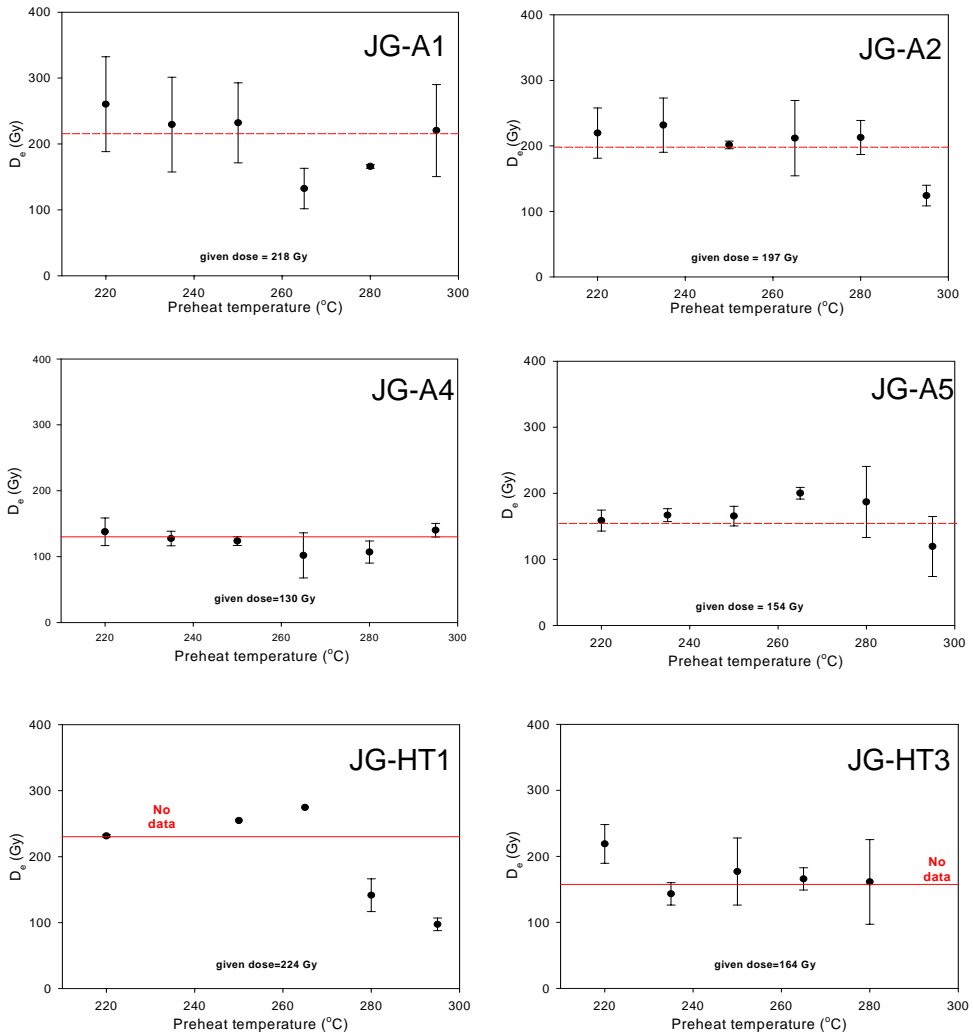 JG-A1
400
300
200
100
0
De (Gy)
given dose = 218 Gy
220 240 260 280 300
Preheat temperature (°C)
JG-A2
400
300
200
100
0
De (Gy)
given dose = 197 Gy
220 240 260 280 300
Preheat temperature (°C)
JG-A4
400
300
200
100
0
De (Gy)
given dose=130 Gy
220 240 260 280 300
Preheat temperature (°C)
JG-A5
400
300
200
100
0
De (Gy)
given dose = 154 Gy
220 240 260 280 300
Preheat temperature (°C)
JG-HT1
400
300
200
100
0
De (Gy)
No
data
given dose=224 Gy
220 240 260 280 300
Preheat temperature (°C)
JG-HT3
400
300
200
100
0
De (Gy)
No
data
given dose=164 Gy
220 240 260 280 300
Preheat temperature (°C)